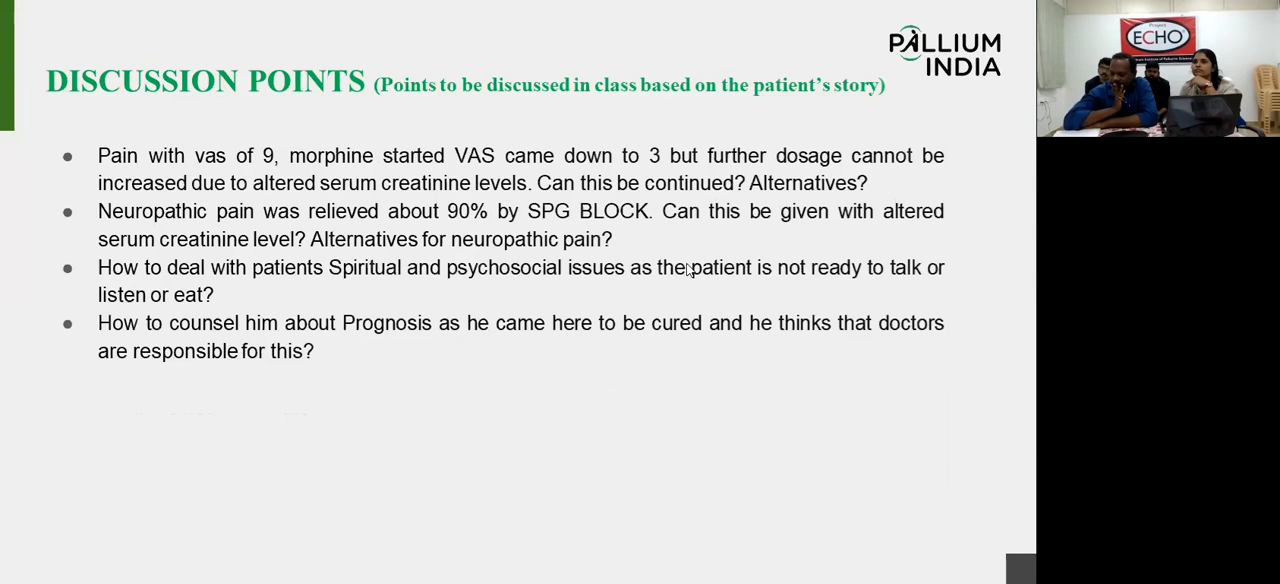 PALLIUM
INDIA
DISCUSSION POINTS (Points to be discussed in class based on the patient's story)
● Pain with vas of 9, morphine started VAS came down to 3 but further dosage cannot be
increased due to altered serum creatinine levels. Can this be continued? Alternatives?
● Neuropathic pain was relieved about 90% by SPG BLOCK. Can this be given with altered
serum creatinine level? Alternatives for neuropathic pain?
● How to deal with patients Spiritual and psychosocial issues as the patient is not ready to talk or
listen or eat?
● How to counsel him about Prognosis as he came here to be cured and he thinks that doctors
are responsible for this?
Project
ECHO
Institute of Palliative Sciences